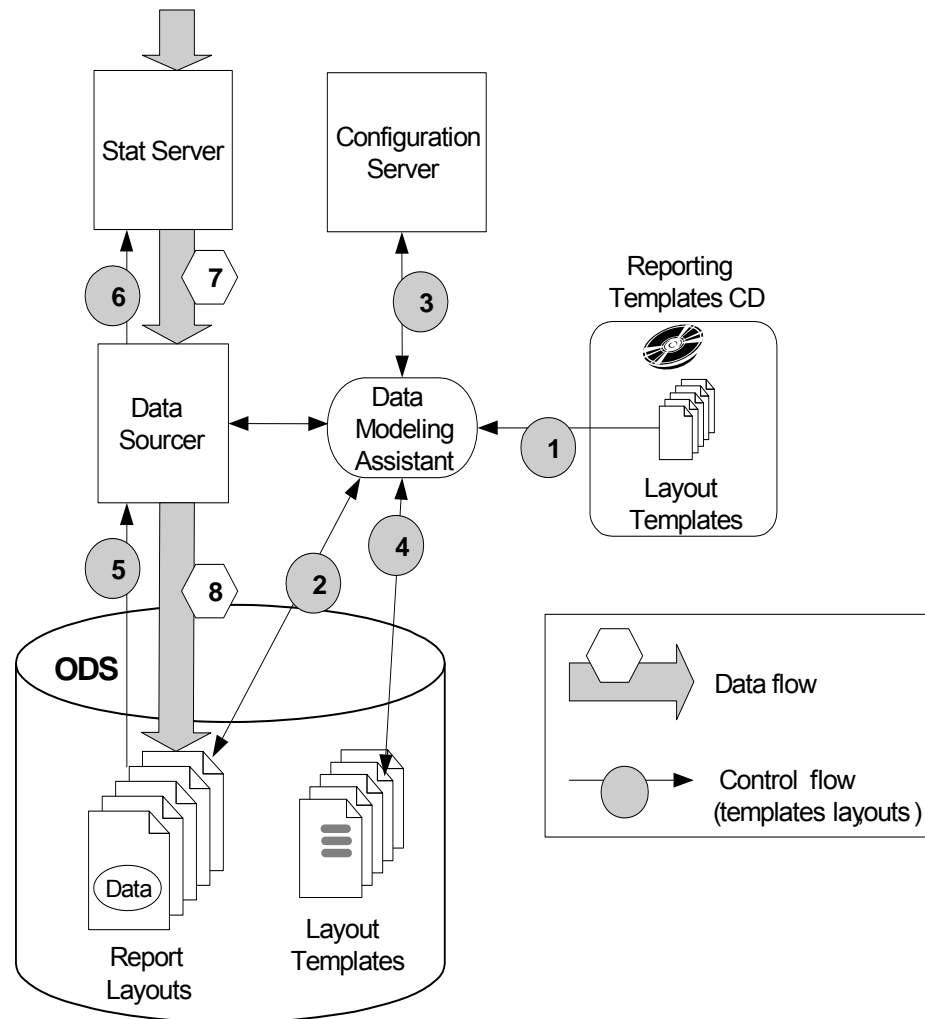 Stat Server
Configuration
Server
6
7
3
Reporting
Templates CD
Data
Sourcer
Data
Modeling
Assistant
1
Layout
Templates
5
8
2
4
ODS
Data flow
Control flow
(templates layouts)
Data
Report
Layouts
Layout
Templates